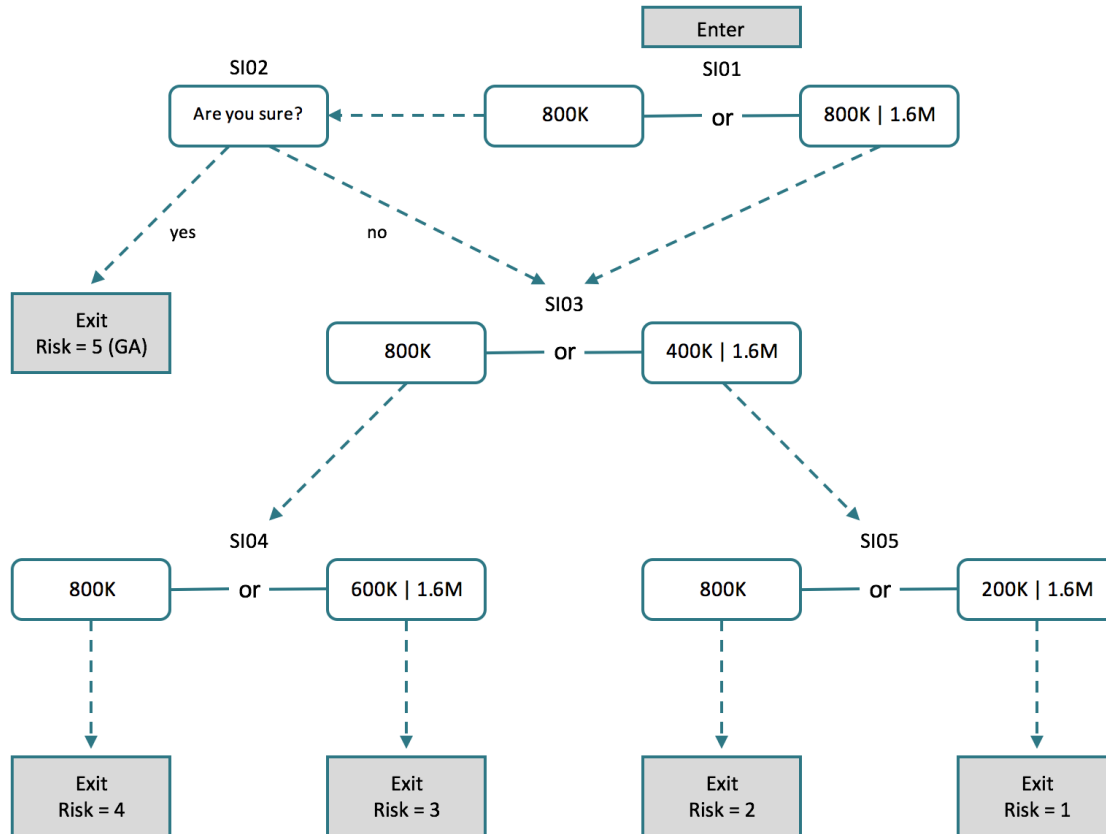 Enter
SI02
SI01
Are you sure?
800K
or
800K | 1.6M
yes
no
Exit
Risk = 5 (GA)
SI03
800K
or
400K | 1.6M
SI04
SI05
800K
or
600K | 1.6M
800K
or
200K | 1.6M
Exit
Risk = 4
Exit
Risk = 3
Exit
Risk = 2
Exit
Risk = 1